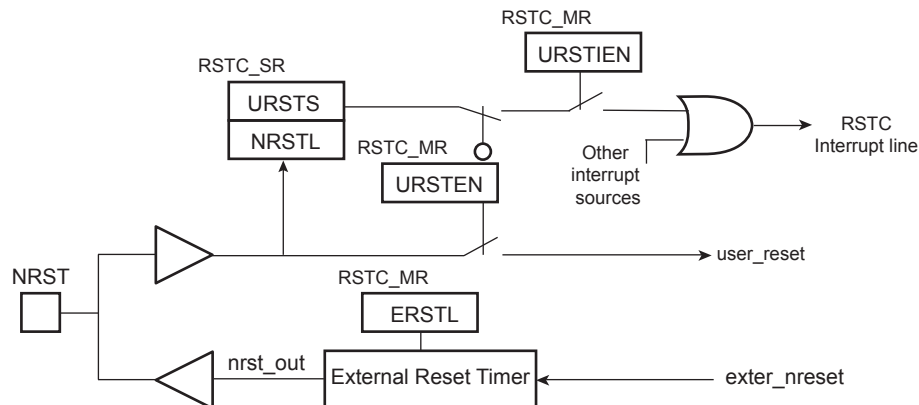 RSTC_MR
URSTIEN
RSTC_SR
URSTS
NRSTL
RSTC_MR
URSTEN
Other
interrupt
sources
RSTC
Interrupt line
user_reset
NRST
RSTC_MR
ERSTL
nrst_out
External Reset Timer
exter_nreset